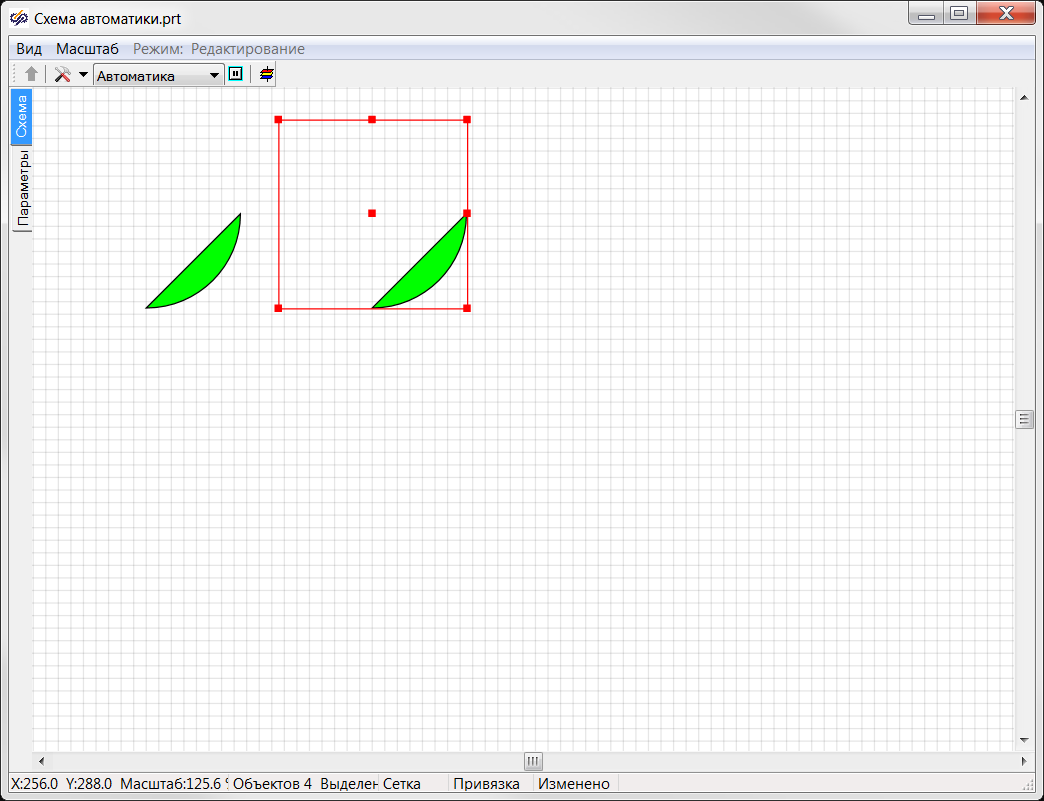 Схема автоматики.prt
Вид Масштаб Режим: Редактирование
Автоматика
Схема
Параметры
X:256.0 Y:288.0 Масштаб:125.6 Объектов 4 Выделен Сетка Привязка Изменено